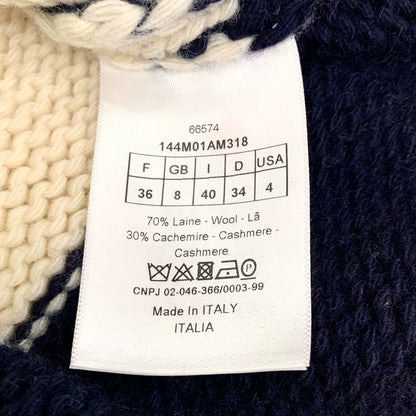 66574
144M01AM318
F GB I D USA
36 8 40 34 4
70% Laine - Wool - Lã
30% Cachemire - Cashmere -
Cashmere
P
CNPJ 02-046-366/0003-99
Made In ITALY
ITALIA